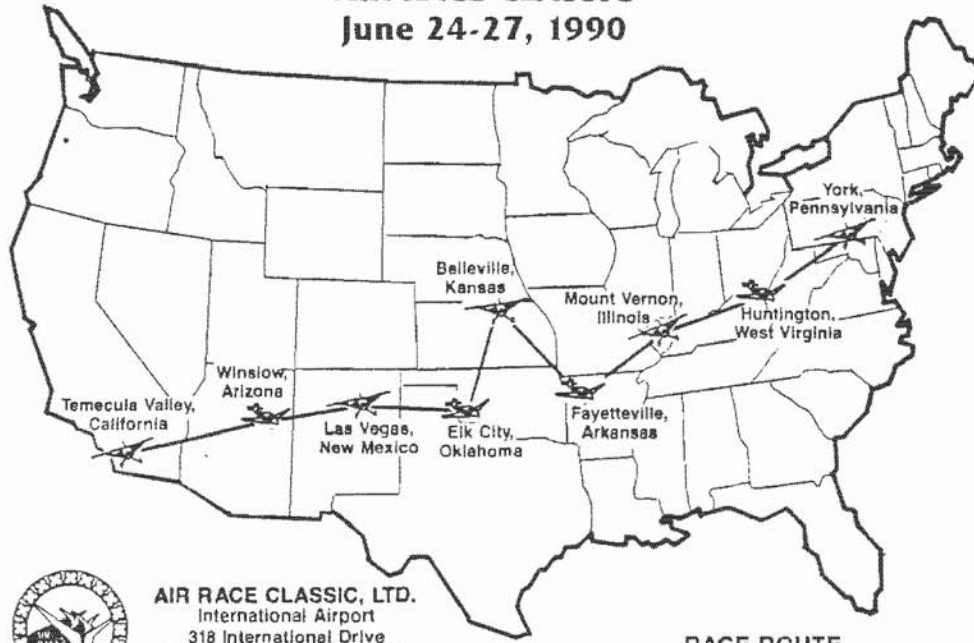 June 24-27, 1990
York,
Pennsylvania
Belleville,
Kansas
Mount Vernon,
Illinois
Huntington,
West Virginia
Winslow,
Arizona
Temecula Valley,
California
Las Vegas,
New Mexico
Elk City,
Oklahoma
Fayetteville,
Arkansas
AIR RACE CLASSIC, LTD.
International Airport
318 International Drive
RACE ROUTE